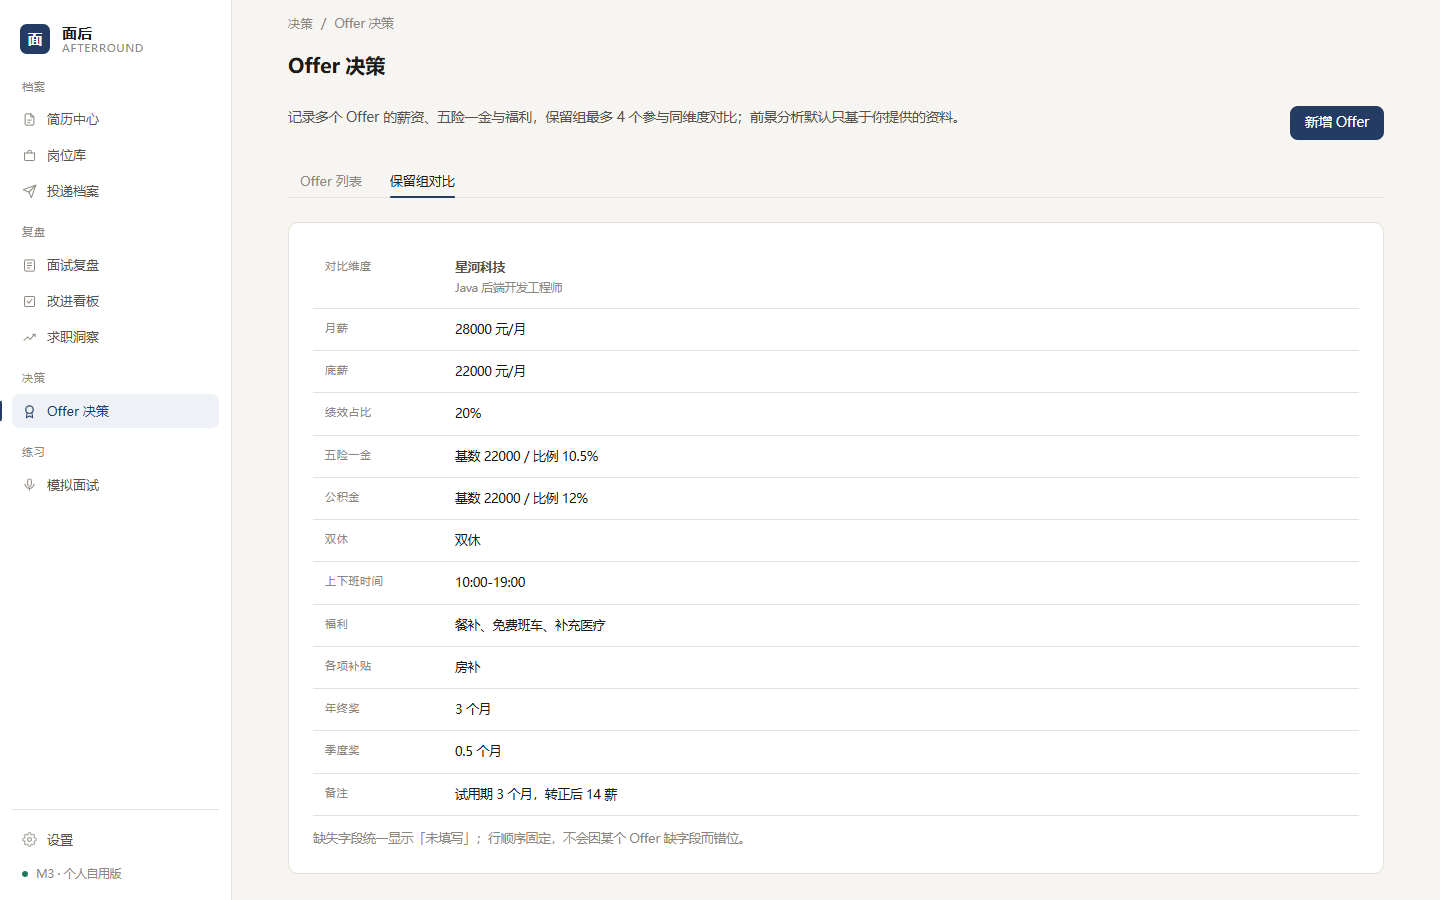 面
面后
AFTERROUND
档案
简历中心
岗位库
投递档案
复盘
面试复盘
改进看板
求职洞察
决策
Offer 决策
练习
模拟面试
设置
M3 · 个人自用版
决策 / Offer 决策
Offer 决策
记录多个 Offer 的薪资、五险一金与福利，保留组最多 4 个参与同维度对比；前景分析默认只基于你提供的资料。
新增 Offer
Offer 列表 保留组对比
对比维度 星河科技
Java 后端开发工程师
月薪 28000 元/月
底薪 22000 元/月
绩效占比 20%
五险一金 基数 22000 / 比例 10.5%
公积金 基数 22000 / 比例 12%
双休 双休
上下班时间 10:00-19:00
福利 餐补、免费班车、补充医疗
各项补贴 房补
年终奖 3 个月
季度奖 0.5 个月
备注 试用期 3 个月，转正后 14 薪
缺失字段统一显示「未填写」；行顺序固定，不会因某个 Offer 缺字段而错位。